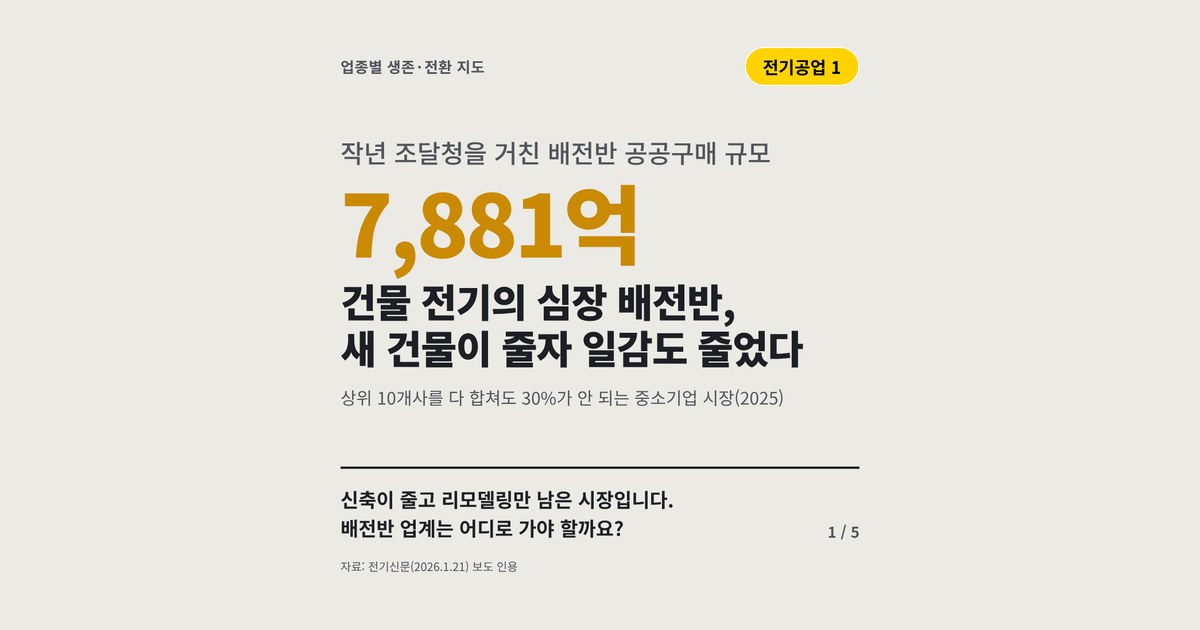 업종별 생존·전환 지도
전기공업 1
작년 조달청을 거친 배전반 공공구매 규모
7,881억
건물 전기의 심장 배전반,
새 건물이 줄자 일감도 줄었다
상위 10개사를 다 합쳐도 30%가 안 되는 중소기업 시장(2025)
신축이 줄고 리모델링만 남은 시장입니다.
배전반 업계는 어디로 가야 할까요?
1 / 5
자료: 전기신문(2026.1.21) 보도 인용